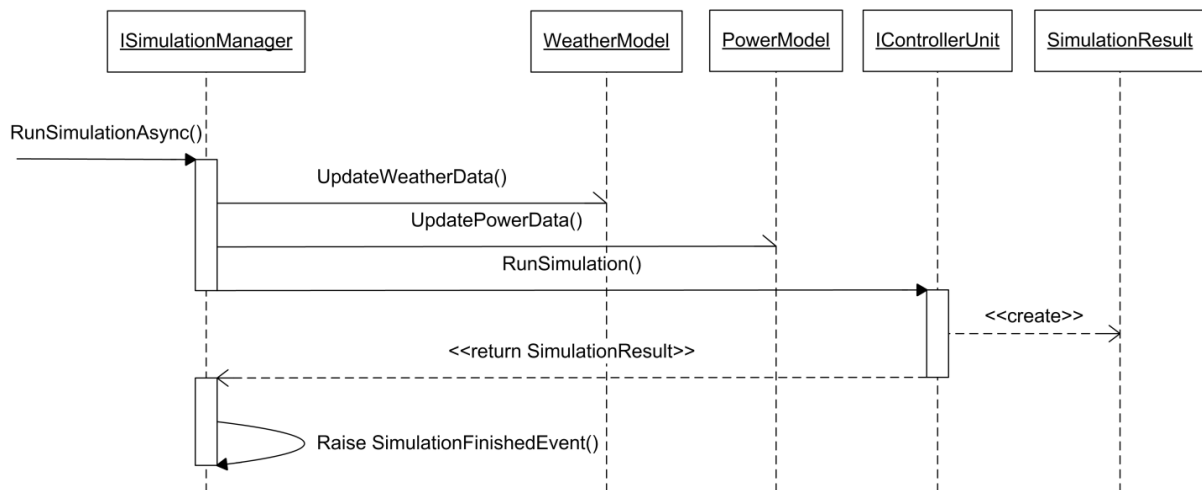 ISimulationManager
WeatherModel
PowerModel
IControllerUnit
SimulationResult
RunSimulationAsync()
UpdateWeatherData()
UpdatePowerData()
RunSimulation()
<<create>>
<<return SimulationResult>>
Raise SimulationFinishedEvent()